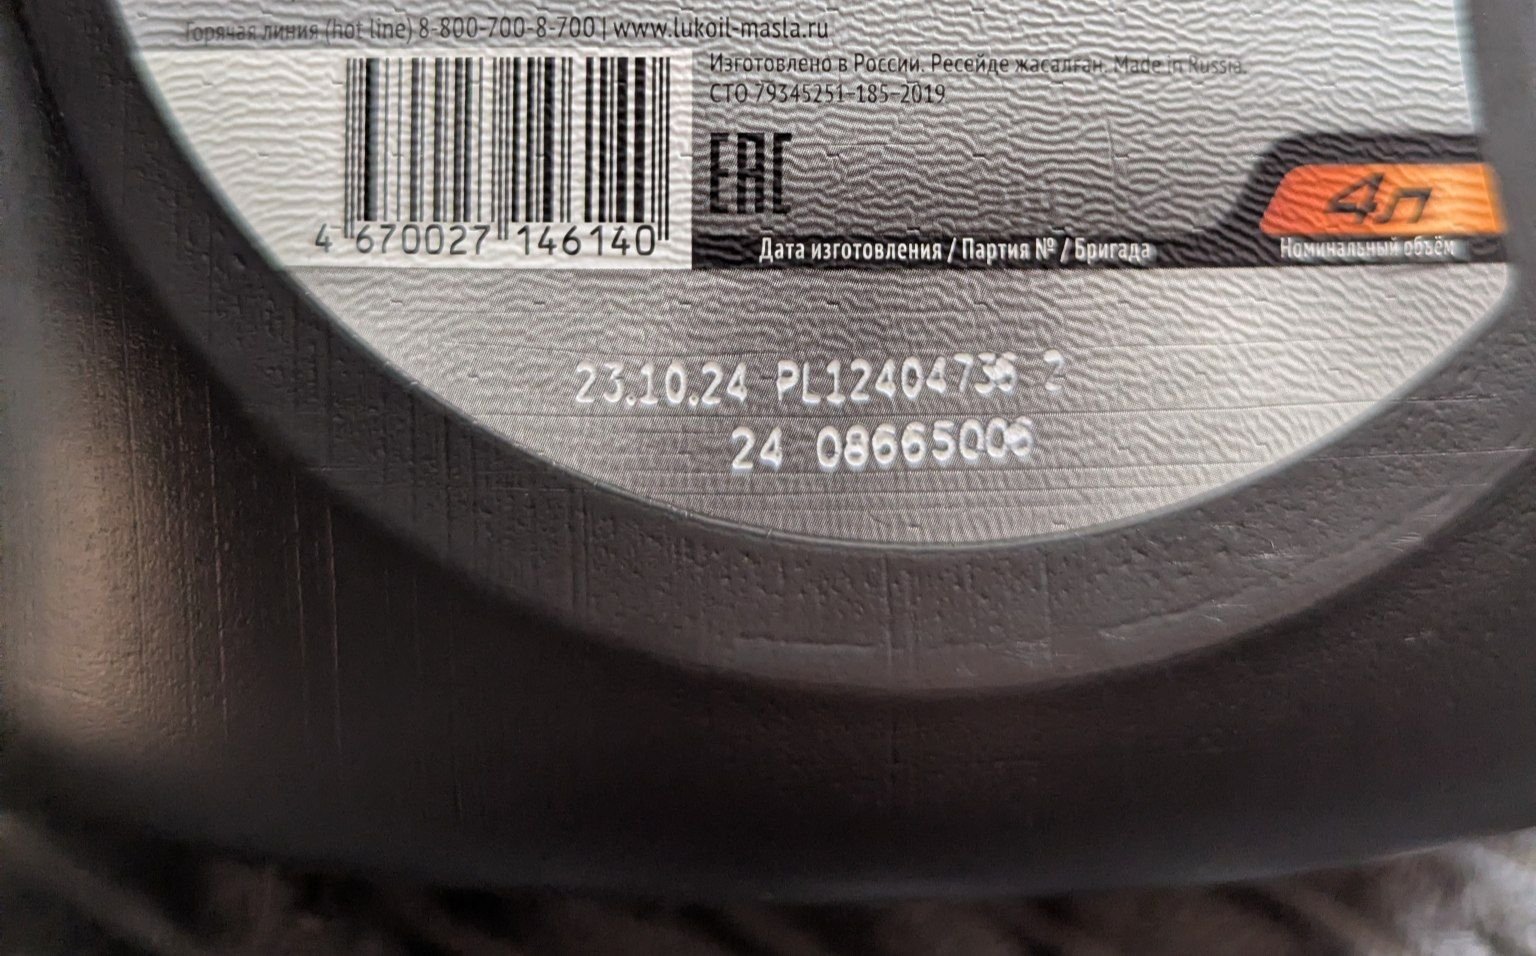 Горячая линия (hot line) 8-800-700-8-700 | www.lukoil-masla.ru
Изготовлено в России. Ресейде жасалған. Made in Russia.
СТО 79345251-185-2019
EAC
4 670027 146140
4л
Дата изготовления / Партия № / Бригада
Номинальный объём
23.10.24 PL12404736 2
24 08665006